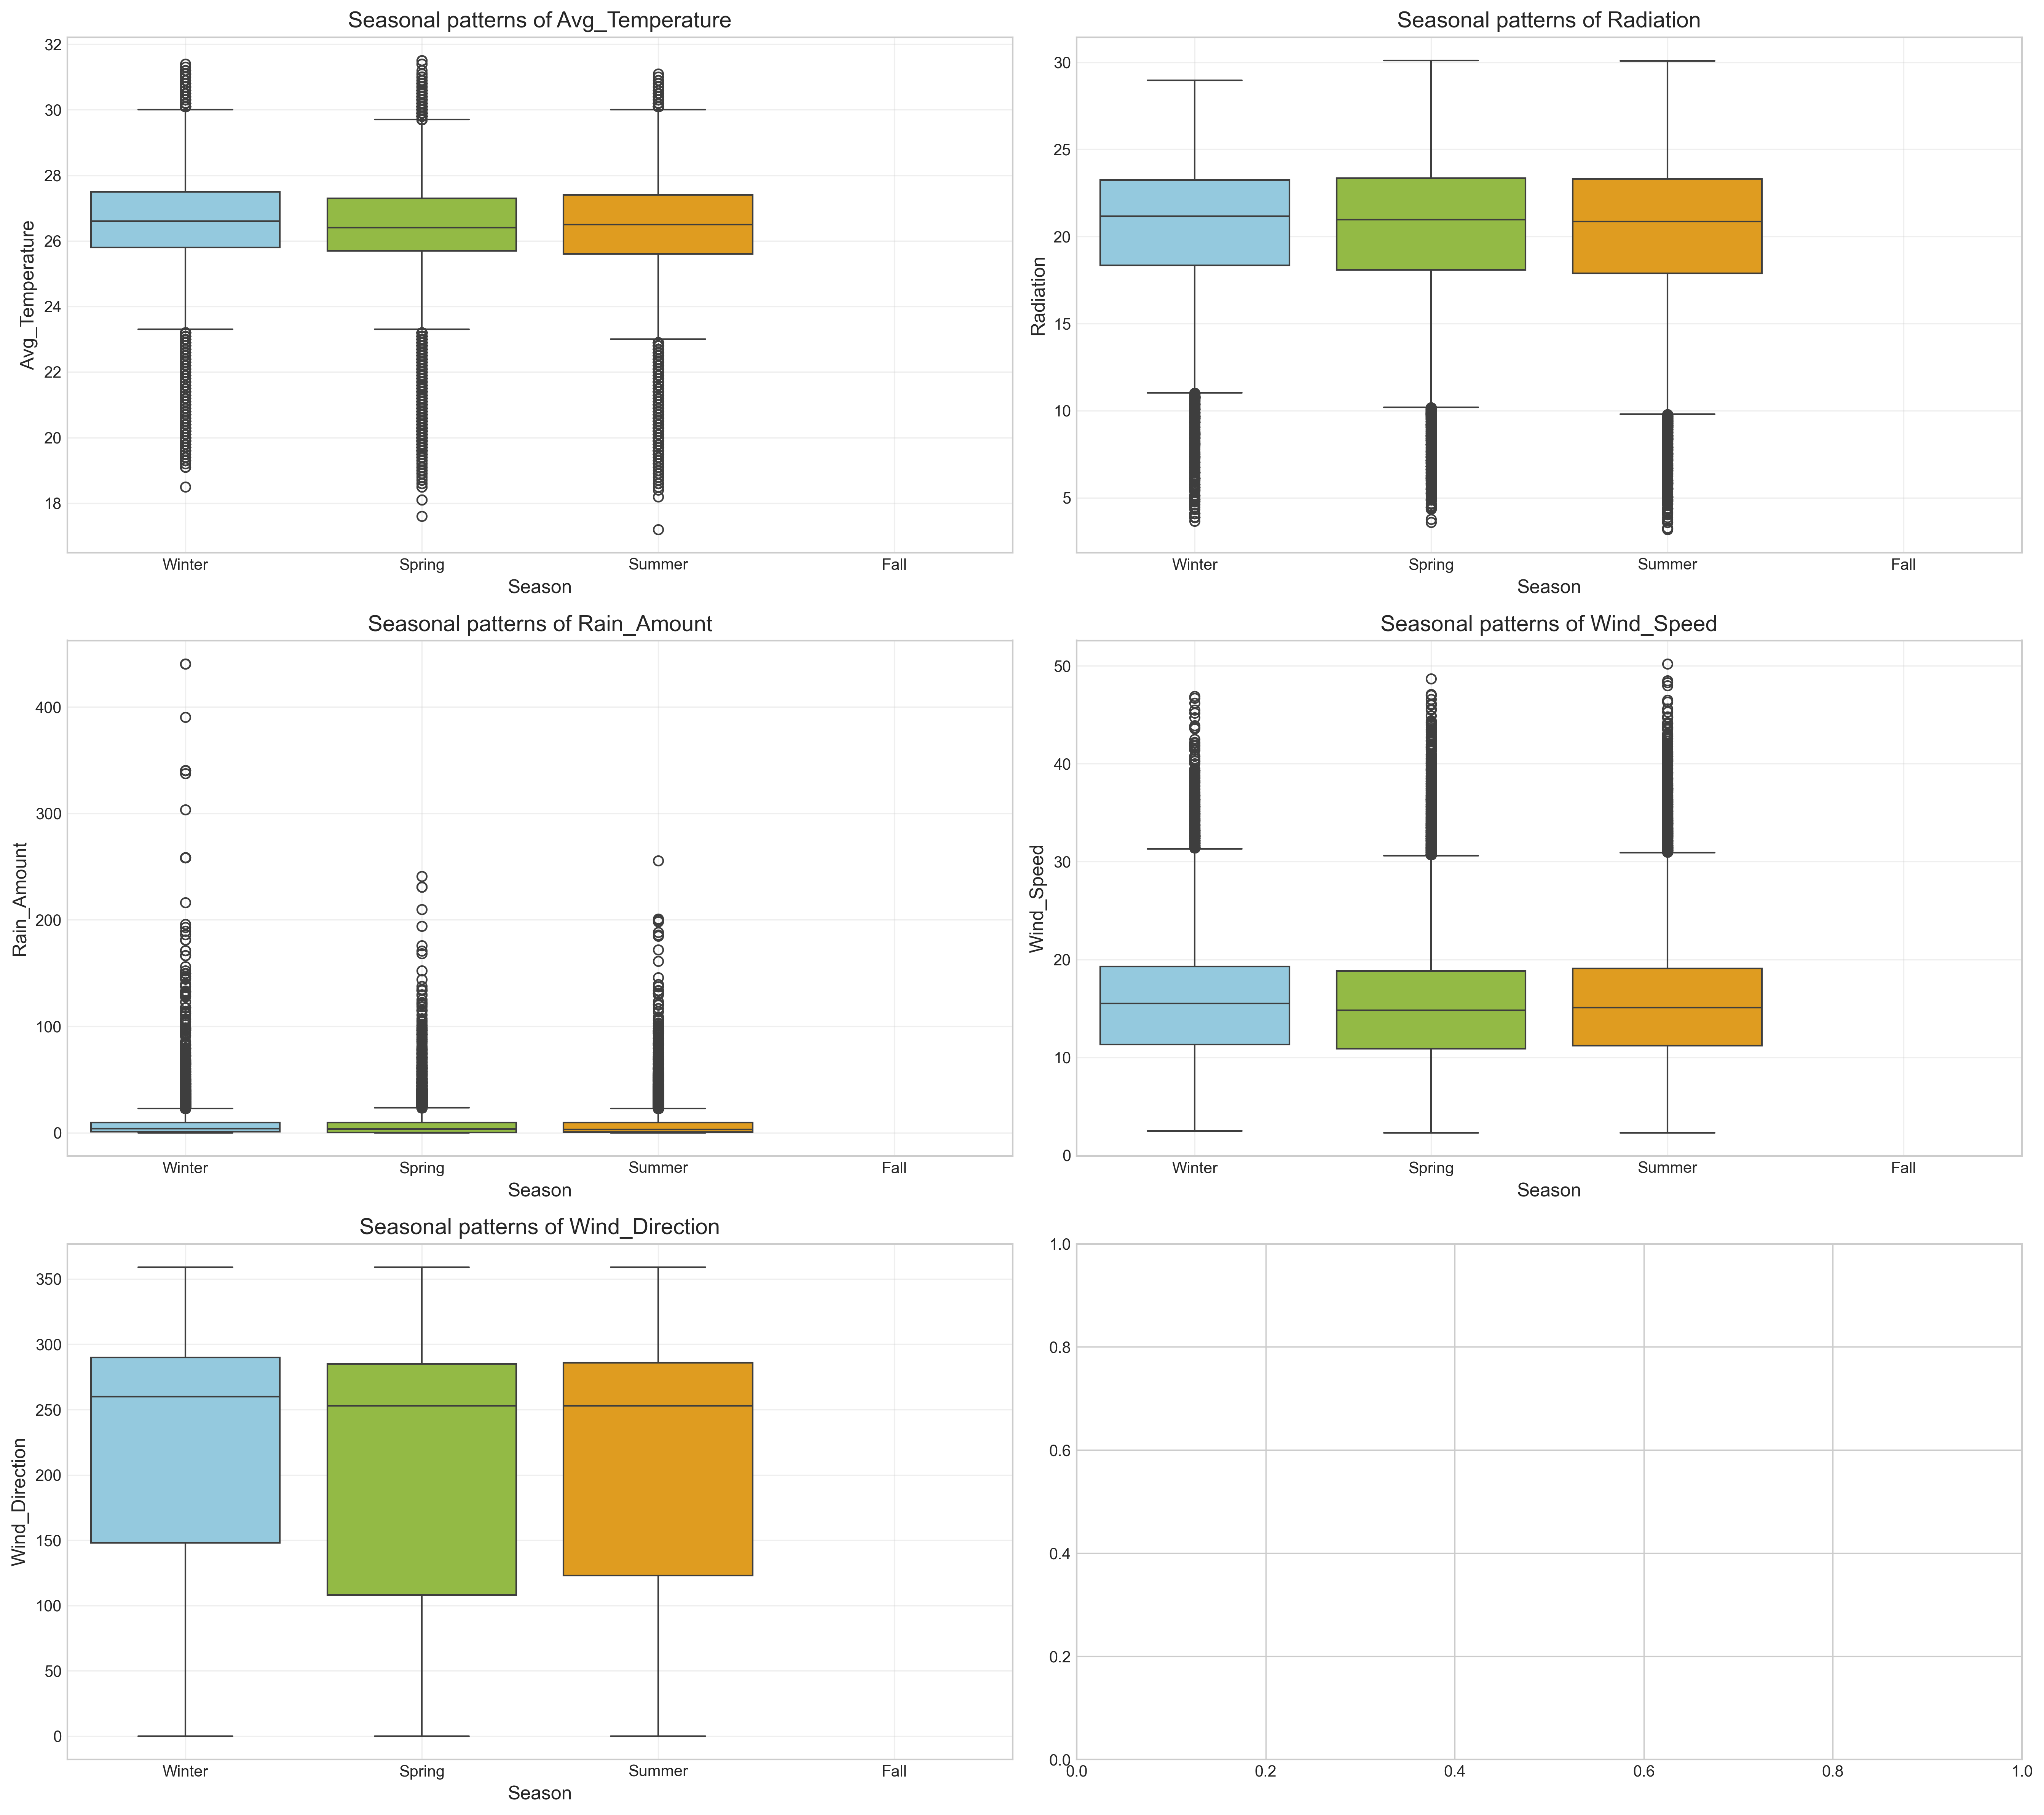 Seasonal patterns of Avg_Temperature
32
30
28
26
24
22
20
18
Avg_Temperature
Winter Spring Summer Fall
Season
Seasonal patterns of Radiation
30
25
20
15
10
5
Radiation
Winter Spring Summer Fall
Season
Seasonal patterns of Rain_Amount
400
300
200
100
0
Rain_Amount
Winter Spring Summer Fall
Season
Seasonal patterns of Wind_Speed
50
40
30
20
10
0
Wind_Speed
Winter Spring Summer Fall
Season
Seasonal patterns of Wind_Direction
350
300
250
200
150
100
50
0
Wind_Direction
Winter Spring Summer Fall
Season
1.0
0.8
0.6
0.4
0.2
0.0
0.0 0.2 0.4 0.6 0.8 1.0